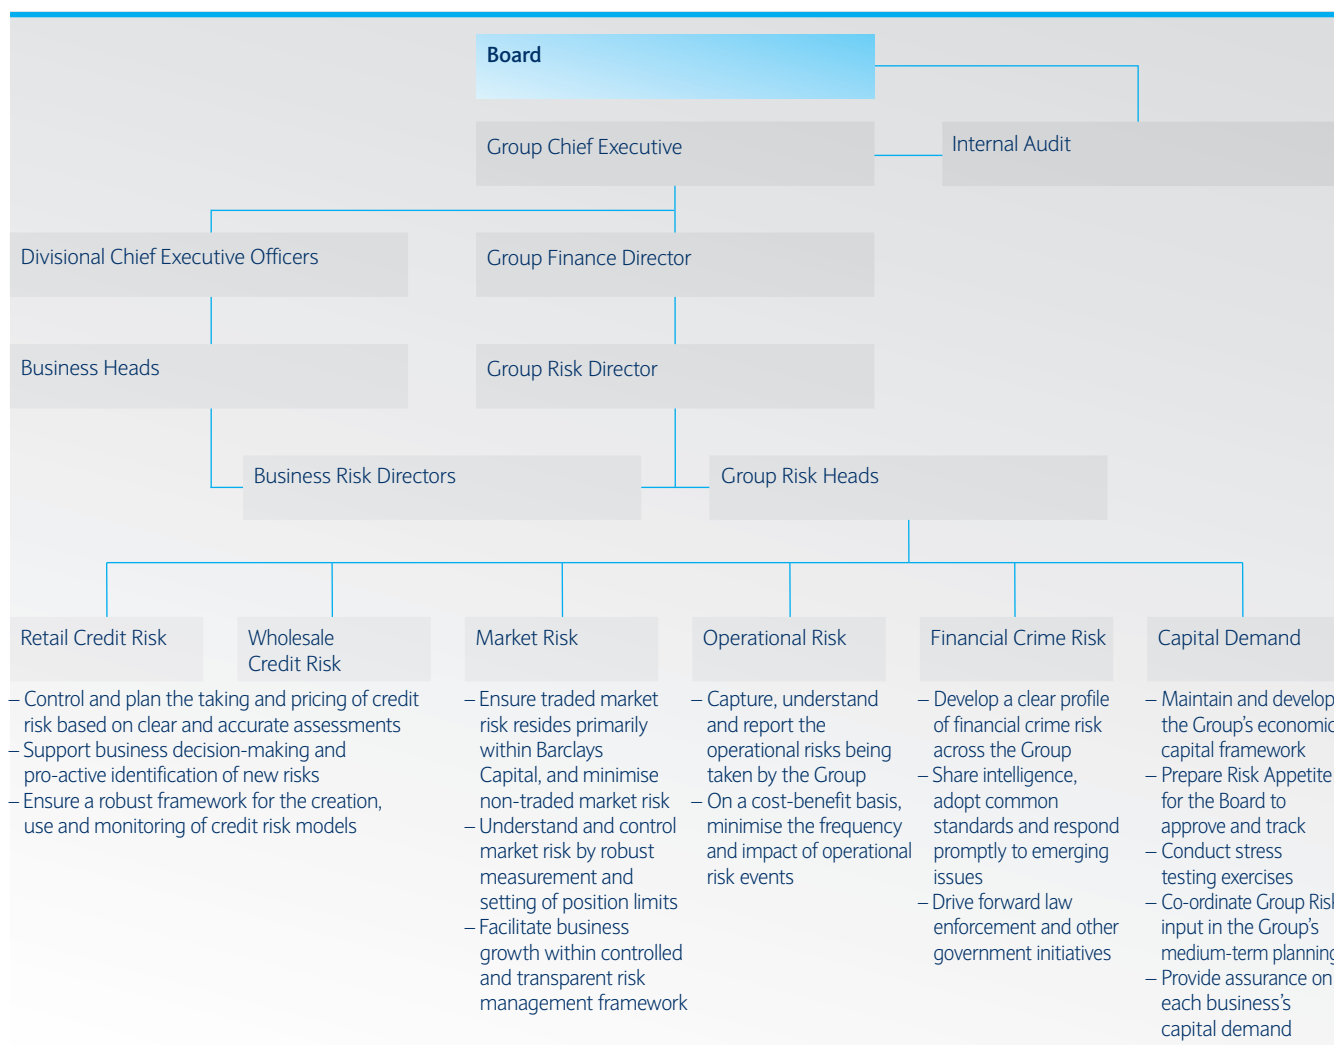 Board
Group Chief Executive
Internal Audit
Divisional Chief Executive Officers
Group Finance Director
Business Heads
Group Risk Director
Business Risk Directors
Group Risk Heads
Retail Credit Risk
Wholesale
Credit Risk
– Control and plan the taking and pricing of credit
risk based on clear and accurate assessments
– Support business decision-making and
pro-active identification of new risks
– Ensure a robust framework for the creation,
use and monitoring of credit risk models
Market Risk
– Ensure traded market
risk resides primarily
within Barclays
Capital, and minimise
non-traded market risk
– Understand and control
market risk by robust
measurement and
setting of position limits
– Facilitate business
growth within controlled
and transparent risk
management framework
Operational Risk
– Capture, understand
and report the
operational risks being
taken by the Group
– On a cost-benefit basis,
minimise the frequency
and impact of operational
risk events
Financial Crime Risk
– Develop a clear profile
of financial crime risk
across the Group
– Share intelligence,
adopt common
standards and respond
promptly to emerging
issues
– Drive forward law
enforcement and other
government initiatives
Capital Demand
– Maintain and develop
the Group's economic
capital framework
– Prepare Risk Appetite
for the Board to
approve and track
– Conduct stress
testing exercises
– Co-ordinate Group Risk
input in the Group's
medium-term planning
– Provide assurance on
each business's
capital demand